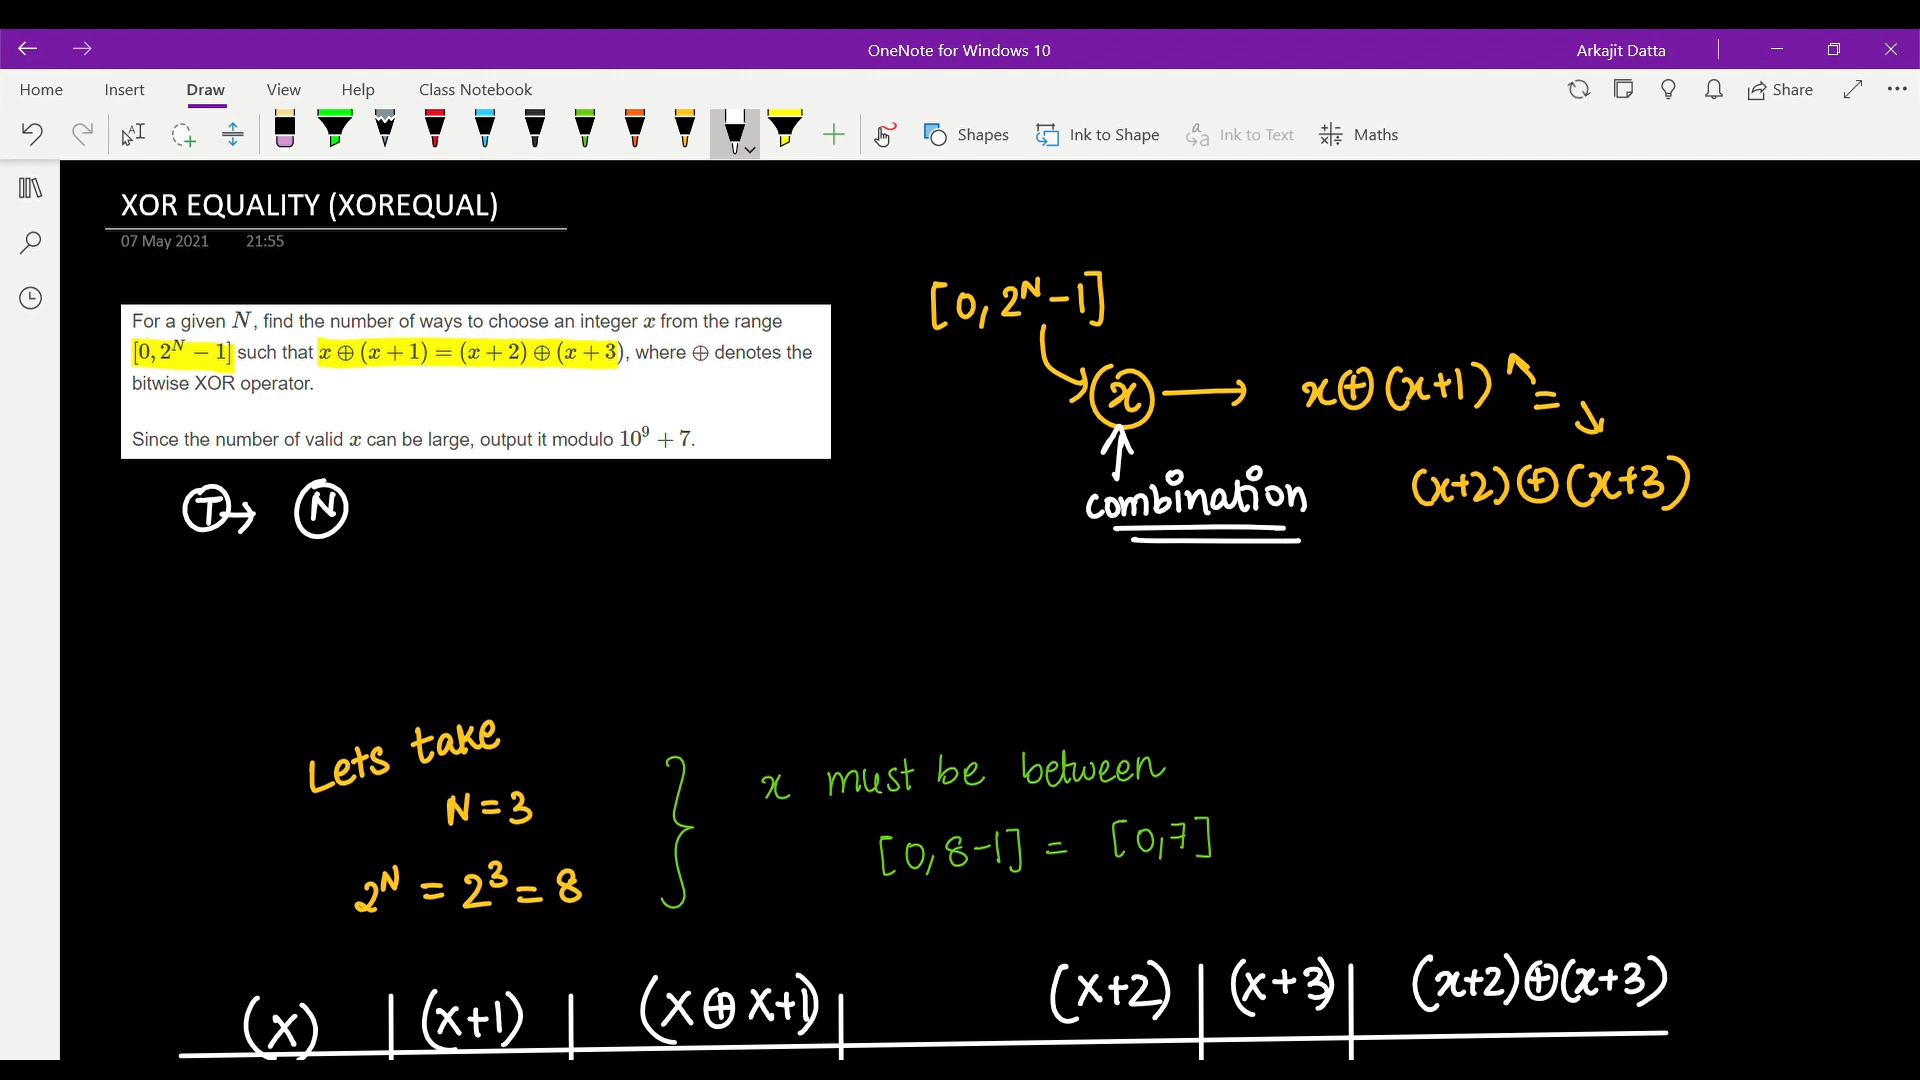 OneNote for Windows 10
Arkajit Datta
Home Insert Draw View Help Class Notebook
Share
Shapes Ink to Shape Ink to Text Maths
XOR EQUALITY (XOREQUAL)
07 May 2021 21:55
For a given N, find the number of ways to choose an integer x from the range
[0, 2^N − 1] such that x ⊕ (x + 1) = (x + 2) ⊕ (x + 3), where ⊕ denotes the
bitwise XOR operator.
Since the number of valid x can be large, output it modulo 10^9 + 7.
T → N
[0, 2^N − 1]
x → x ⊕ (x+1) =
(x+2) ⊕ (x+3)
combination
Lets take
N = 3
2^N = 2^3 = 8
x must be between
[0, 8-1] = [0, 7]
(x) | (x+1) | (x ⊕ x+1) | (x+2) | (x+3) | (x+2)⊕(x+3)